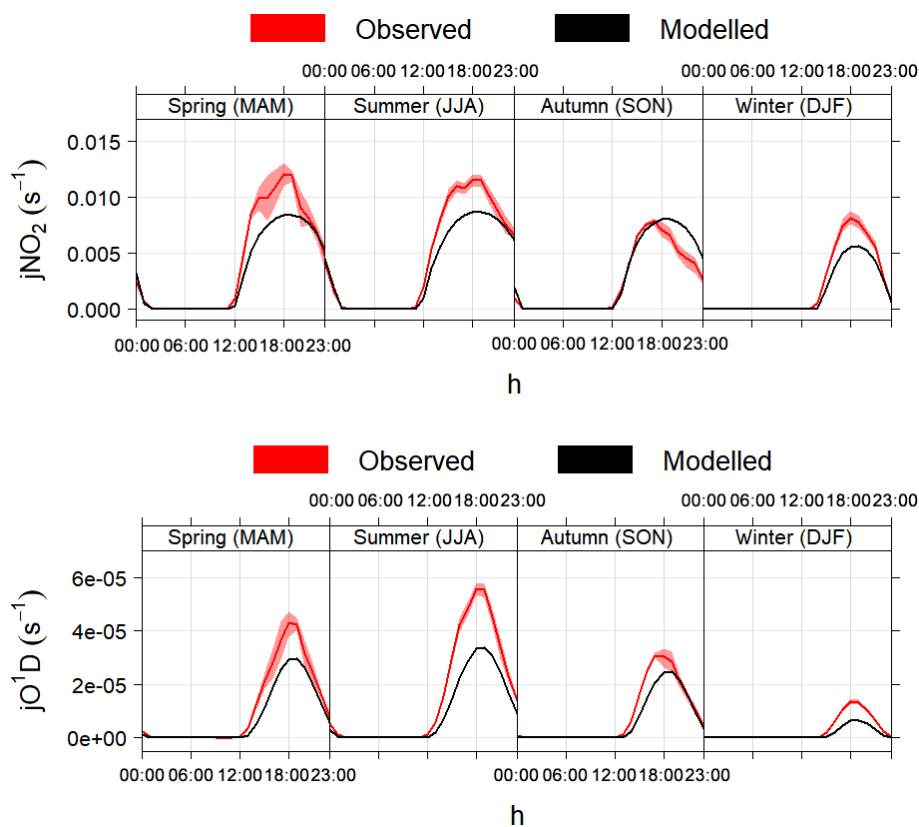 Observed Modelled
00:00 06:00 12:00 18:00 23:00 00:00 06:00 12:00 18:00 23:00
Spring (MAM) Summer (JJA) Autumn (SON) Winter (DJF)
jNO₂ (s⁻¹)
0.015
0.010
0.005
0.000
00:00 06:00 12:00 18:00 23:00 00:00 06:00 12:00 18:00 23:00
h
Observed Modelled
00:00 06:00 12:00 18:00 23:00 00:00 06:00 12:00 18:00 23:00
Spring (MAM) Summer (JJA) Autumn (SON) Winter (DJF)
jO¹D (s⁻¹)
6e-05
4e-05
2e-05
0e+00
00:00 06:00 12:00 18:00 23:00 00:00 06:00 12:00 18:00 23:00
h